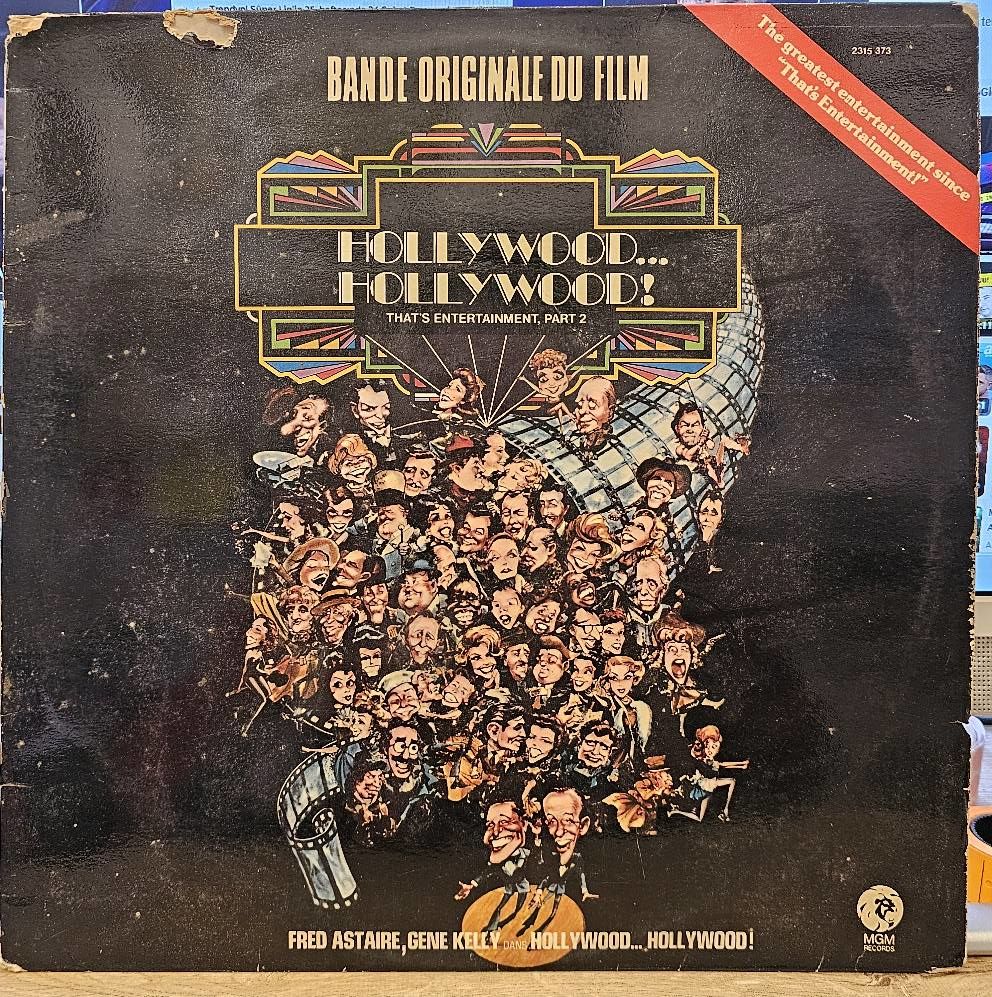 BANDE ORIGINALE DU FILM
2315 373
The greatest entertainment since
"That's Entertainment!"
HOLLYWOOD...
HOLLYWOOD!
THAT'S ENTERTAINMENT, PART 2
FRED ASTAIRE, GENE KELLY DANS HOLLYWOOD... HOLLYWOOD!
MGM
RECORDS